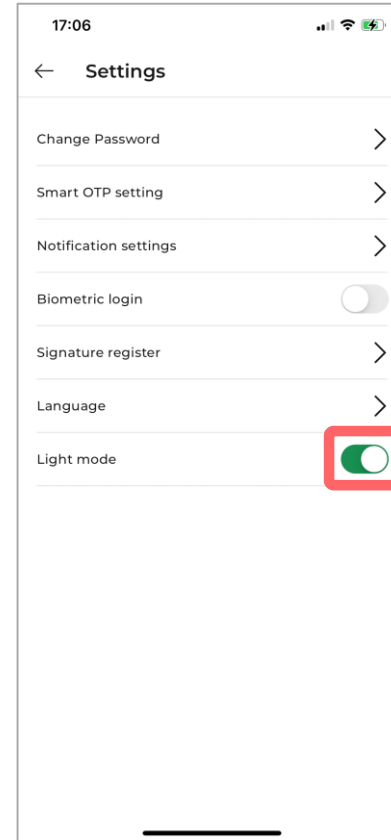 17:06
Settings
Change Password
Smart OTP setting
Notification settings
Biometric login
Signature register
Language
Light mode